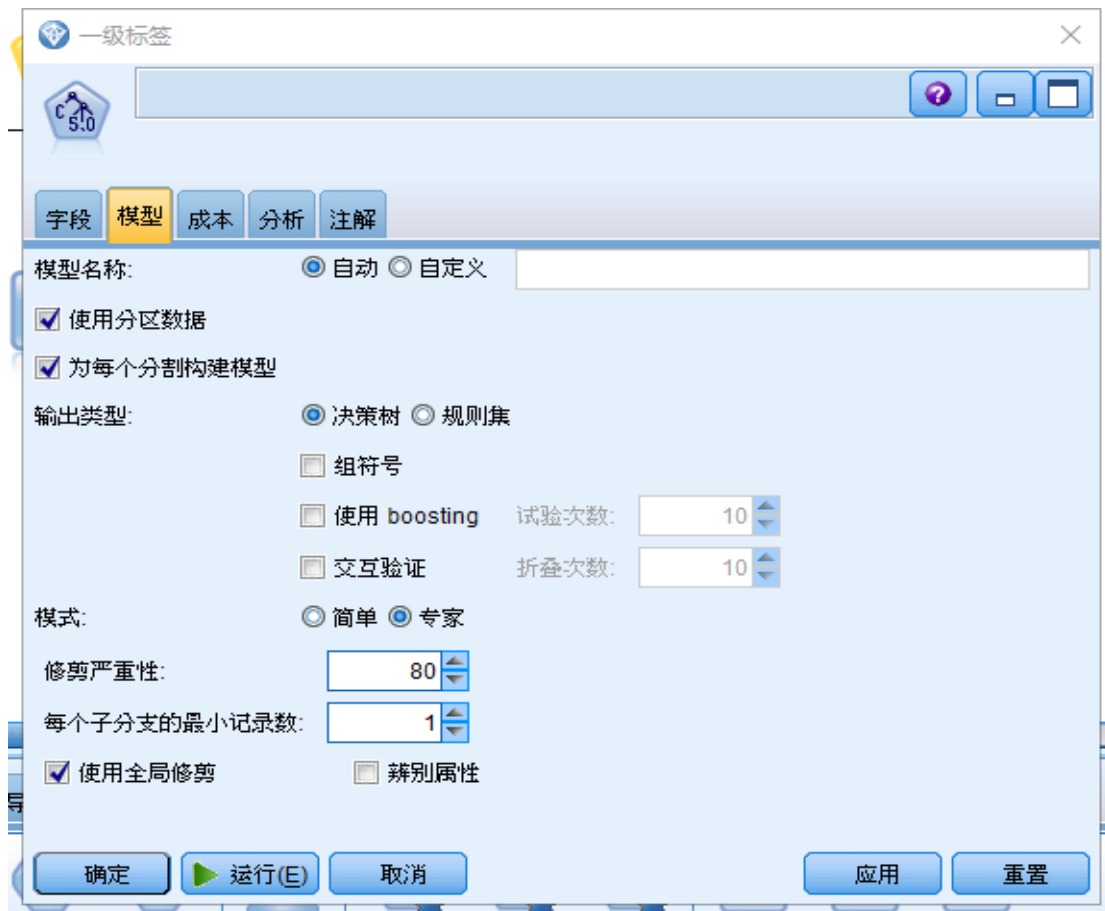 一级标签
C 5.0
字段 模型 成本 分析 注解
模型名称: 自动 自定义
使用分区数据
为每个分割构建模型
输出类型: 决策树 规则集
组符号
使用 boosting 试验次数: 10
交互验证 折叠次数: 10
模式: 简单 专家
修剪严重性: 80
每个子分支的最小记录数: 1
使用全局修剪 辨别属性
确定 运行(E) 取消 应用 重置